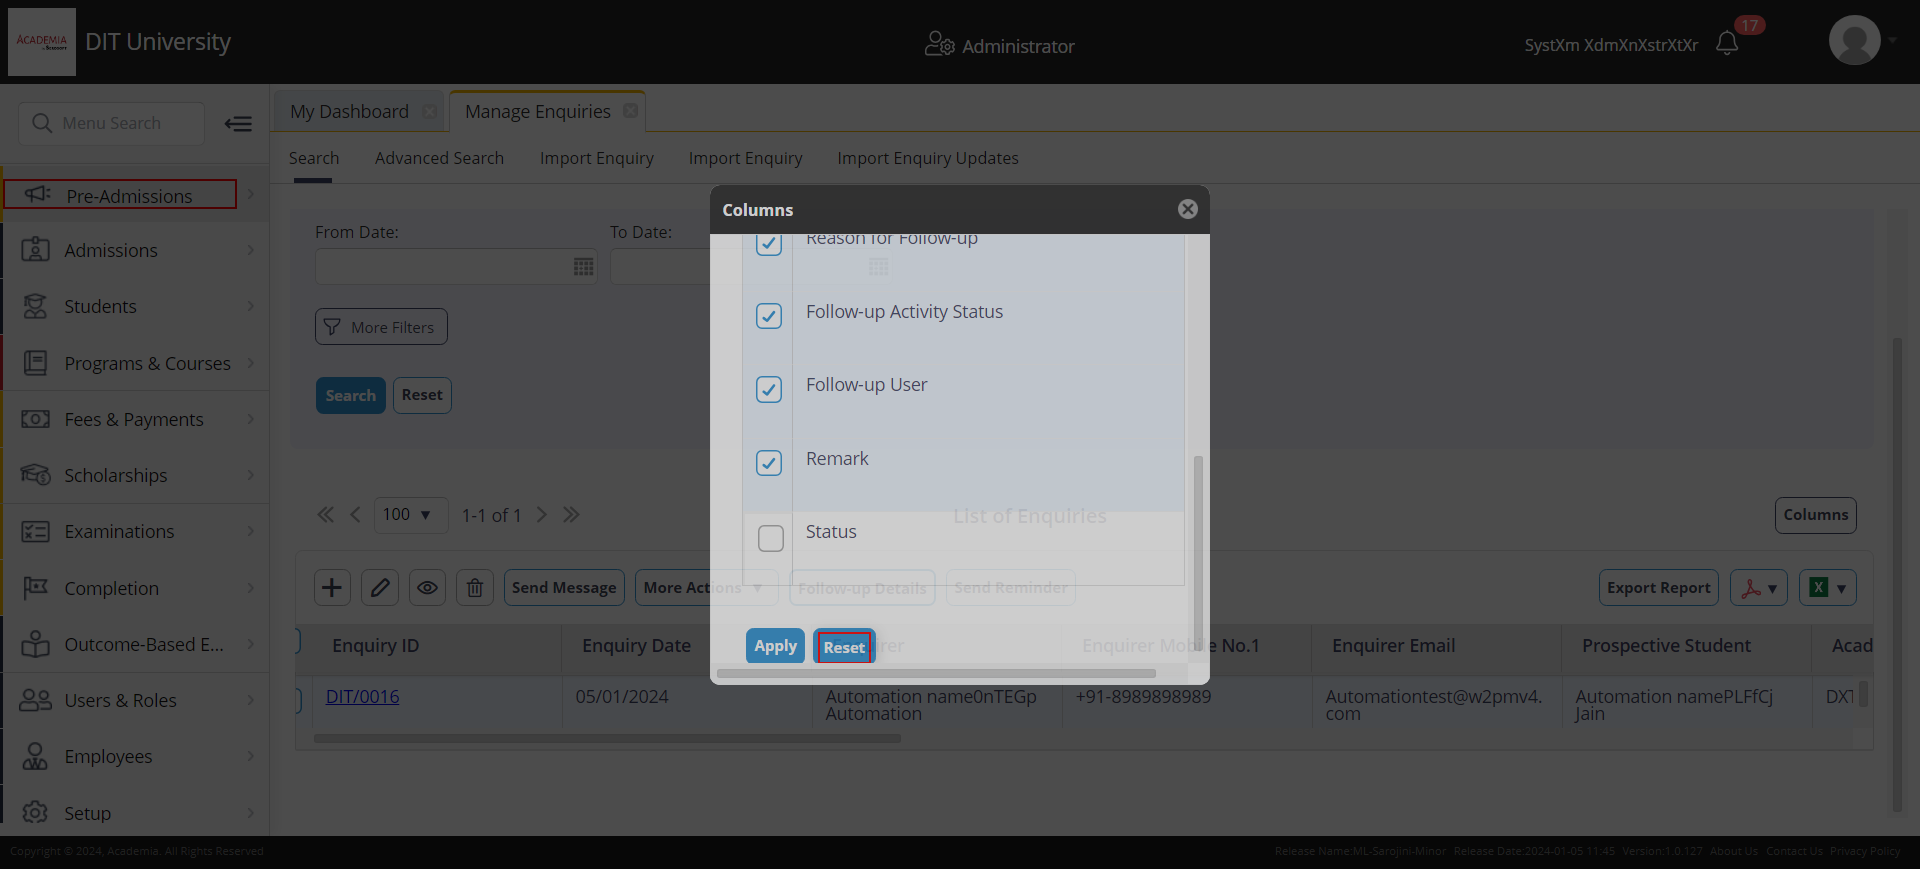 ACADEMIA
DIT University
Administrator
SystXm XdmXnXstrXtXr
17
Menu Search
My Dashboard
Manage Enquiries
Search
Advanced Search
Import Enquiry
Import Enquiry
Import Enquiry Updates
Pre-Admissions
Admissions
Students
Programs & Courses
Fees & Payments
Scholarships
Examinations
Completion
Outcome-Based E...
Users & Roles
Employees
Setup
From Date:
To Date:
More Filters
Search
Reset
Columns
Reason for Follow-up
Follow-up Activity Status
Follow-up User
Remark
Status
Apply
Reset
100
1-1 of 1
List of Enquiries
Columns
Send Message
More Actions
Follow-up Details
Send Reminder
Export Report
Enquiry ID
Enquiry Date
Enquirer Mobile No.1
Enquirer Email
Prospective Student
Acad
DIT/0016
05/01/2024
Automation name0nTEGp
Automation
+91-8989898989
Automationtest@w2pmv4.
com
Automation namePLFfCj
Jain
DXT
Copyright © 2024, Academia. All Rights Reserved
Release Name:ML-Sarojini-Minor Release Date:2024-01-05 11:45 Version:1.0.127 About Us Contact Us Privacy Policy